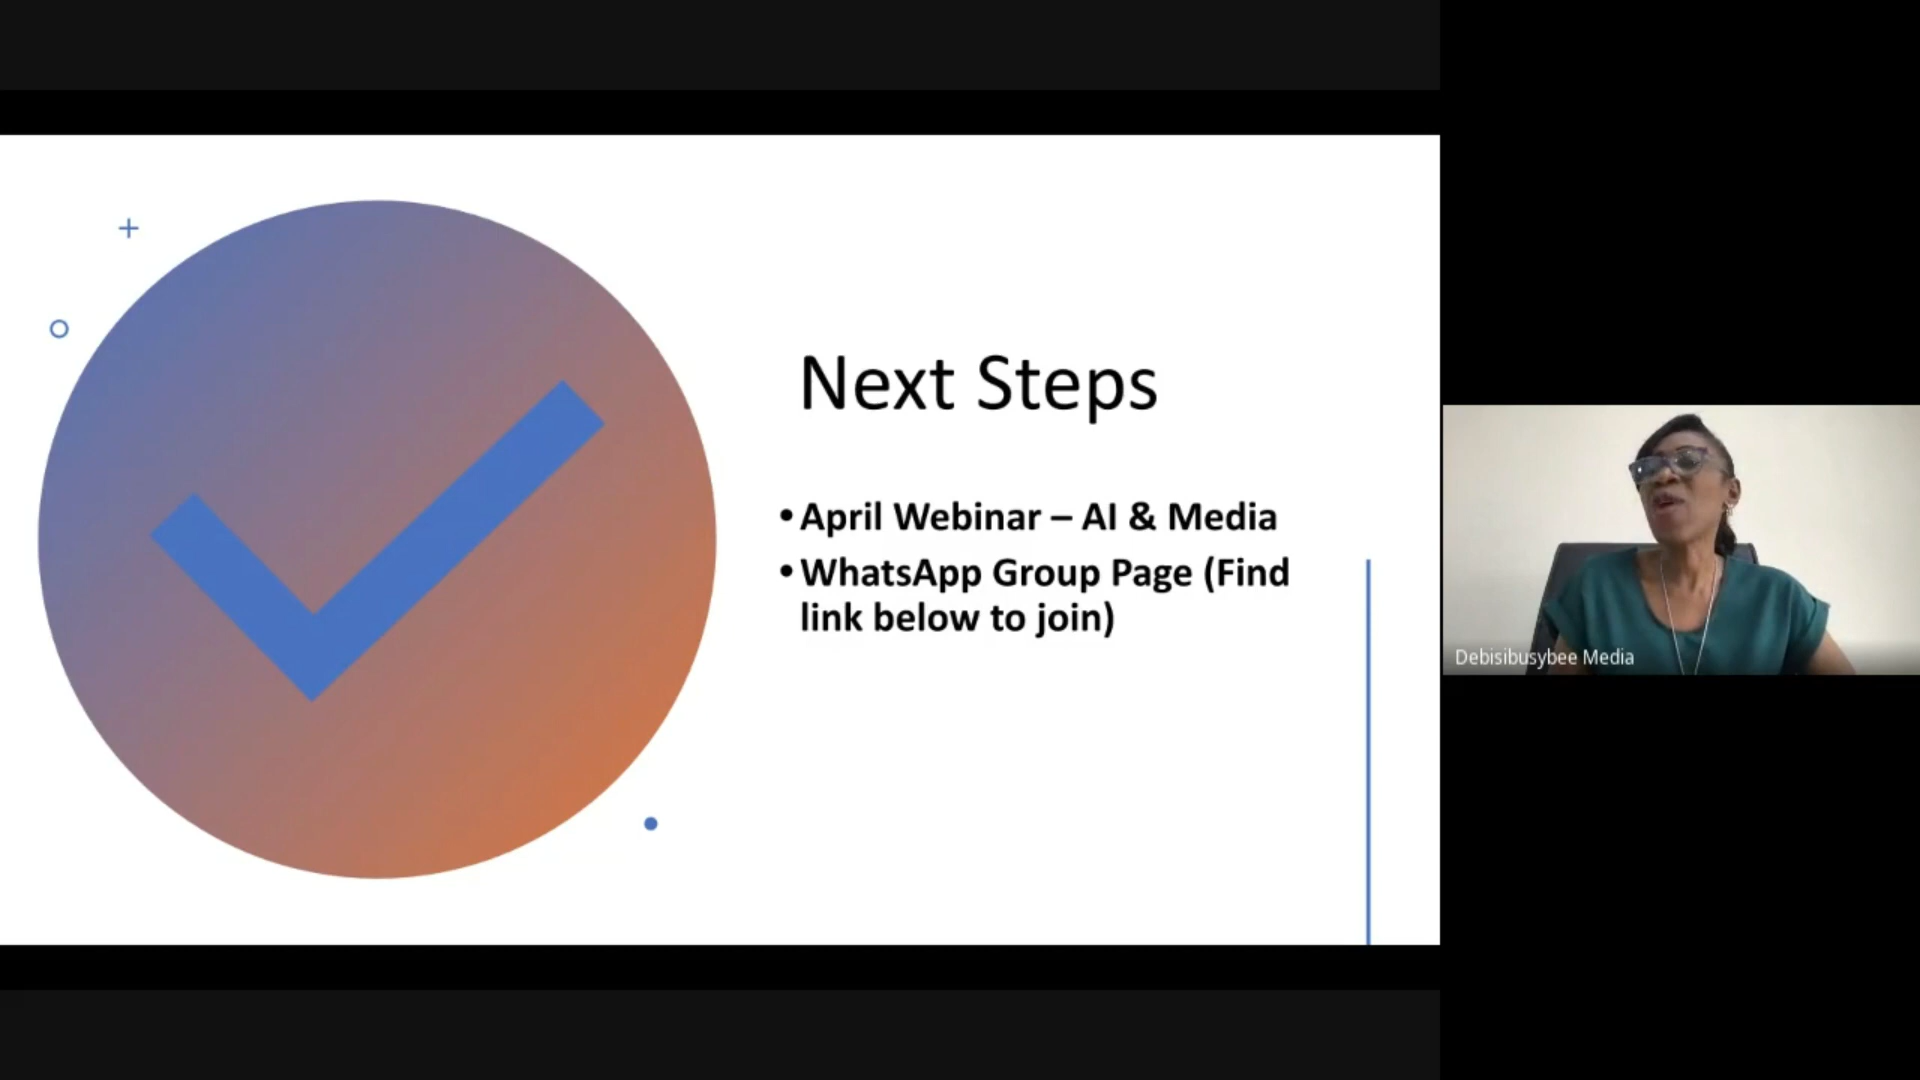 Next Steps
• April Webinar – AI & Media
• WhatsApp Group Page (Find
link below to join)
Debisibusybee Media